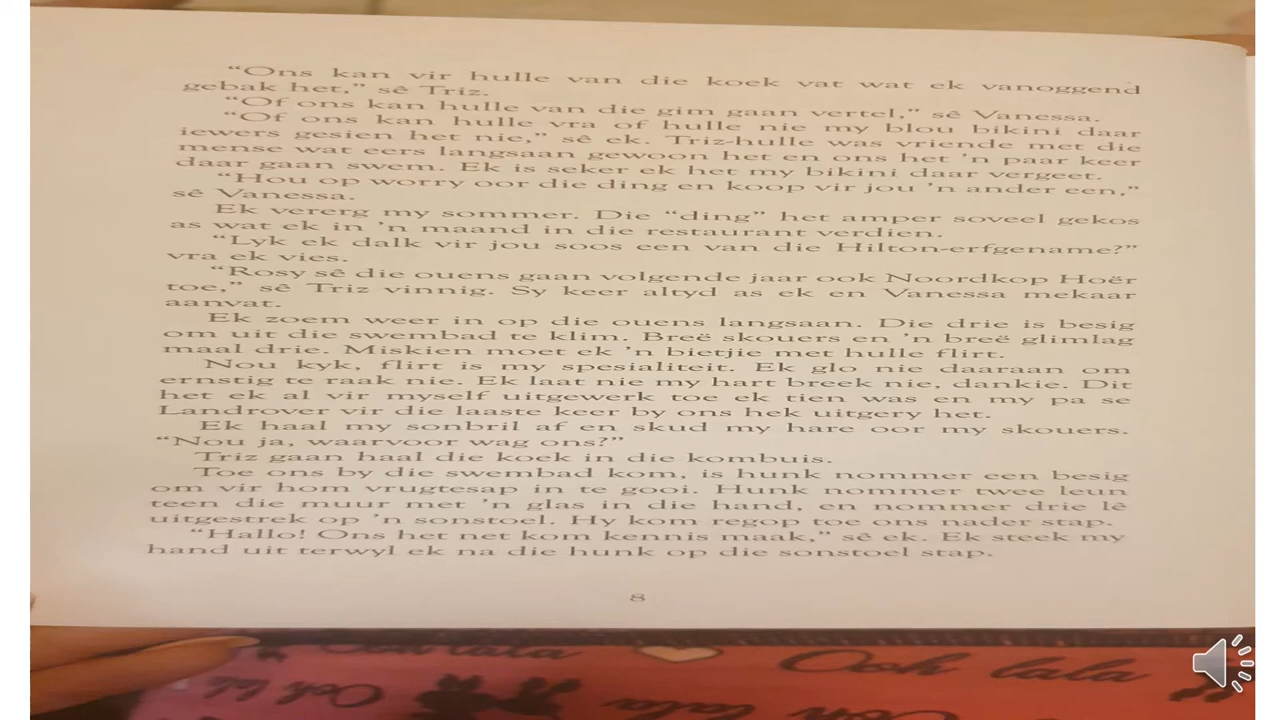 “Ons kan vir hulle van die koek vat wat ek vanoggend
gebak het,” sê Triz.
“Of ons kan hulle van die gim gaan vertel,” sê Vanessa.
“Of ons kan hulle vra of hulle nie my blou bikini daar
iewers gesien het nie,” sê ek. Triz-hulle was vriende met die
mense wat eers langsaan gewoon het en ons het ’n paar keer
daar gaan swem. Ek is seker ek het my bikini daar vergeet.
“Hou op worry oor die ding en koop vir jou ’n ander een,”
sê Vanessa.
Ek vererg my sommer. Die “ding” het amper soveel gekos
as wat ek in ’n maand in die restaurant verdien.
“Lyk ek dalk vir jou soos een van die Hilton-erfgename?”
vra ek vies.
“Rosy sê die ouens gaan volgende jaar ook Noordkop Hoër
toe,” sê Triz vinnig. Sy keer altyd as ek en Vanessa mekaar
aanvat.
Ek zoem weer in op die ouens langsaan. Die drie is besig
om uit die swembad te klim. Breë skouers en ’n breë glimlag
maal drie. Miskien moet ek ’n bietjie met hulle flirt.
Nou kyk, flirt is my spesialiteit. Ek glo nie daaraan om
ernstig te raak nie. Ek laat nie my hart breek nie, dankie. Dit
het ek al vir myself uitgewerk toe ek tien was en my pa se
Landrover vir die laaste keer by ons hek uitgery het.
Ek haal my sonbril af en skud my hare oor my skouers.
“Nou ja, waarvoor wag ons?”
Triz gaan haal die koek in die kombuis.
Toe ons by die swembad kom, is hunk nommer een besig
om vir hom vrugtesap in te gooi. Hunk nommer twee leun
teen die muur met ’n glas in die hand, en nommer drie lê
uitgestrek op ’n sonstoel. Hy kom regop toe ons nader stap.
“Hallo! Ons het net kom kennis maak,” sê ek. Ek steek my
hand uit terwyl ek na die hunk op die sonstoel stap.
8
Ooh lala
Ooh lala
Ooh la
Ooh lala